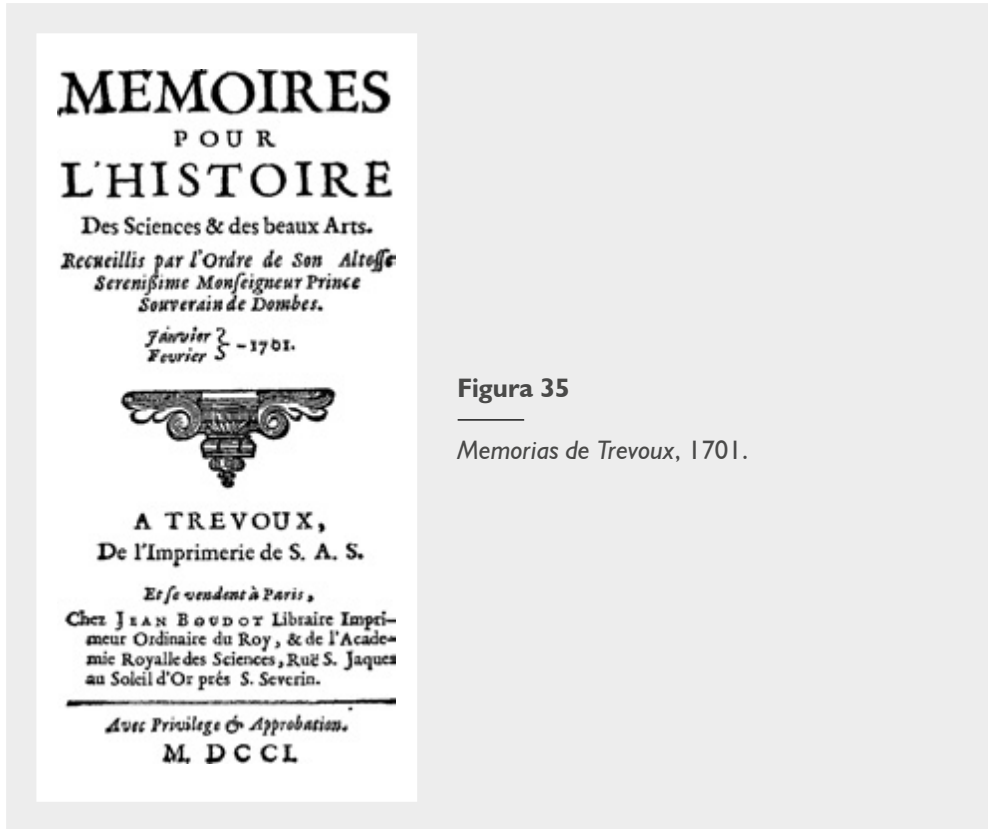 MEMOIRES
POUR
L'HISTOIRE
Des Sciences & des beaux Arts.
Recueillis par l'Ordre de Son Altesse
Sereniſſime Monſeigneur Prince
Souverain de Dombes.
Janvier
Fevrier } - 1701.
A TREVOUX,
De l'Imprimerie de S. A. S.
Et ſe vendent à Paris,
Chez JEAN BOUDOT Libraire Impri-
meur Ordinaire du Roy, & de l'Acade-
mie Royalle des Sciences, Ruë S. Jaques
au Soleil d'Or prés S. Severin.
Avec Privilege & Approbation.
M. DCCI.
Figura 35
Memorias de Trevoux, 1701.